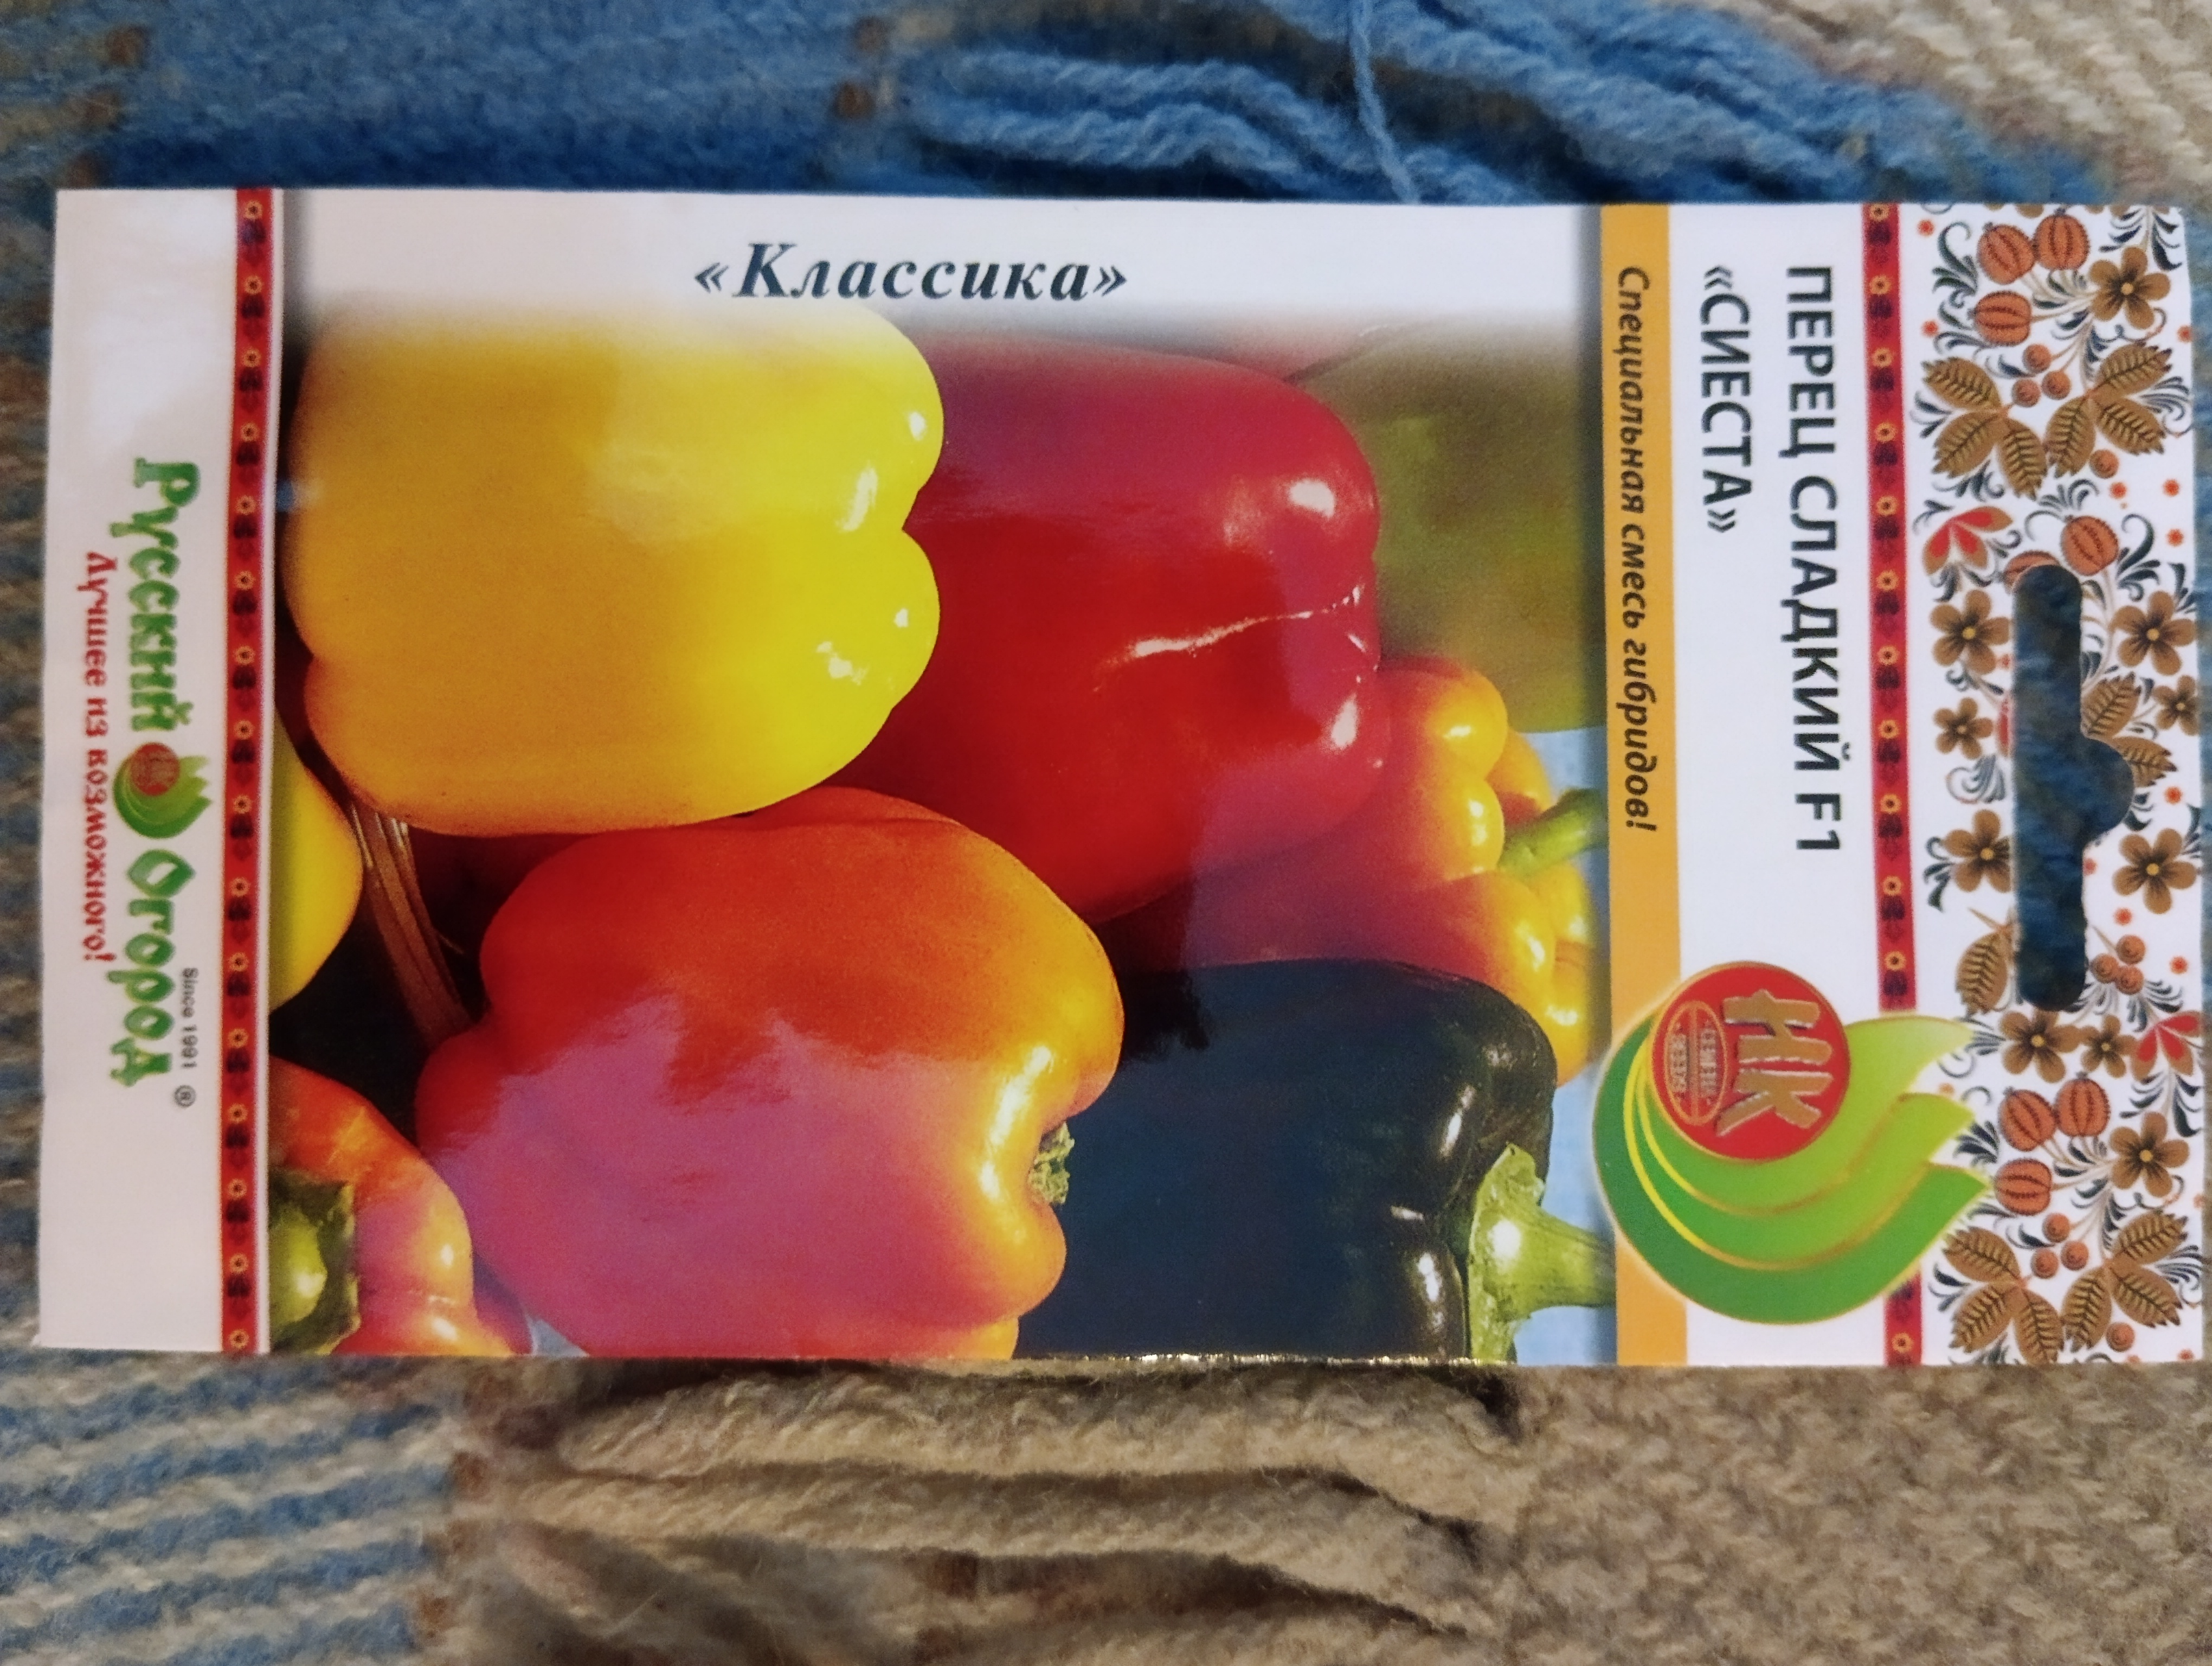 ПЕРЕЦ СЛАДКИЙ F1
«СИЕСТА»
Специальная смесь гибридов!
НК
«Классика»
Since 1991 ®
Русский Огород
Лучшее из возможного!